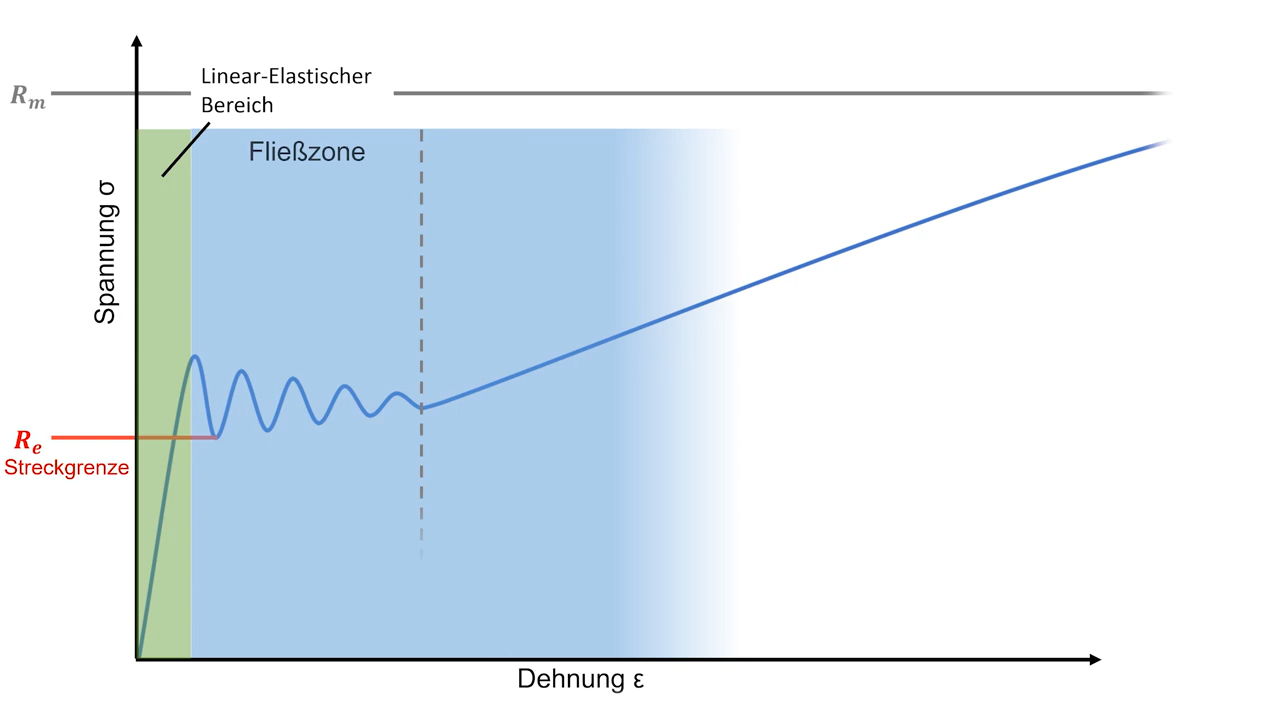 Linear-Elastischer
Bereich
Rm
Fließzone
Spannung σ
Re
Streckgrenze
Dehnung ε